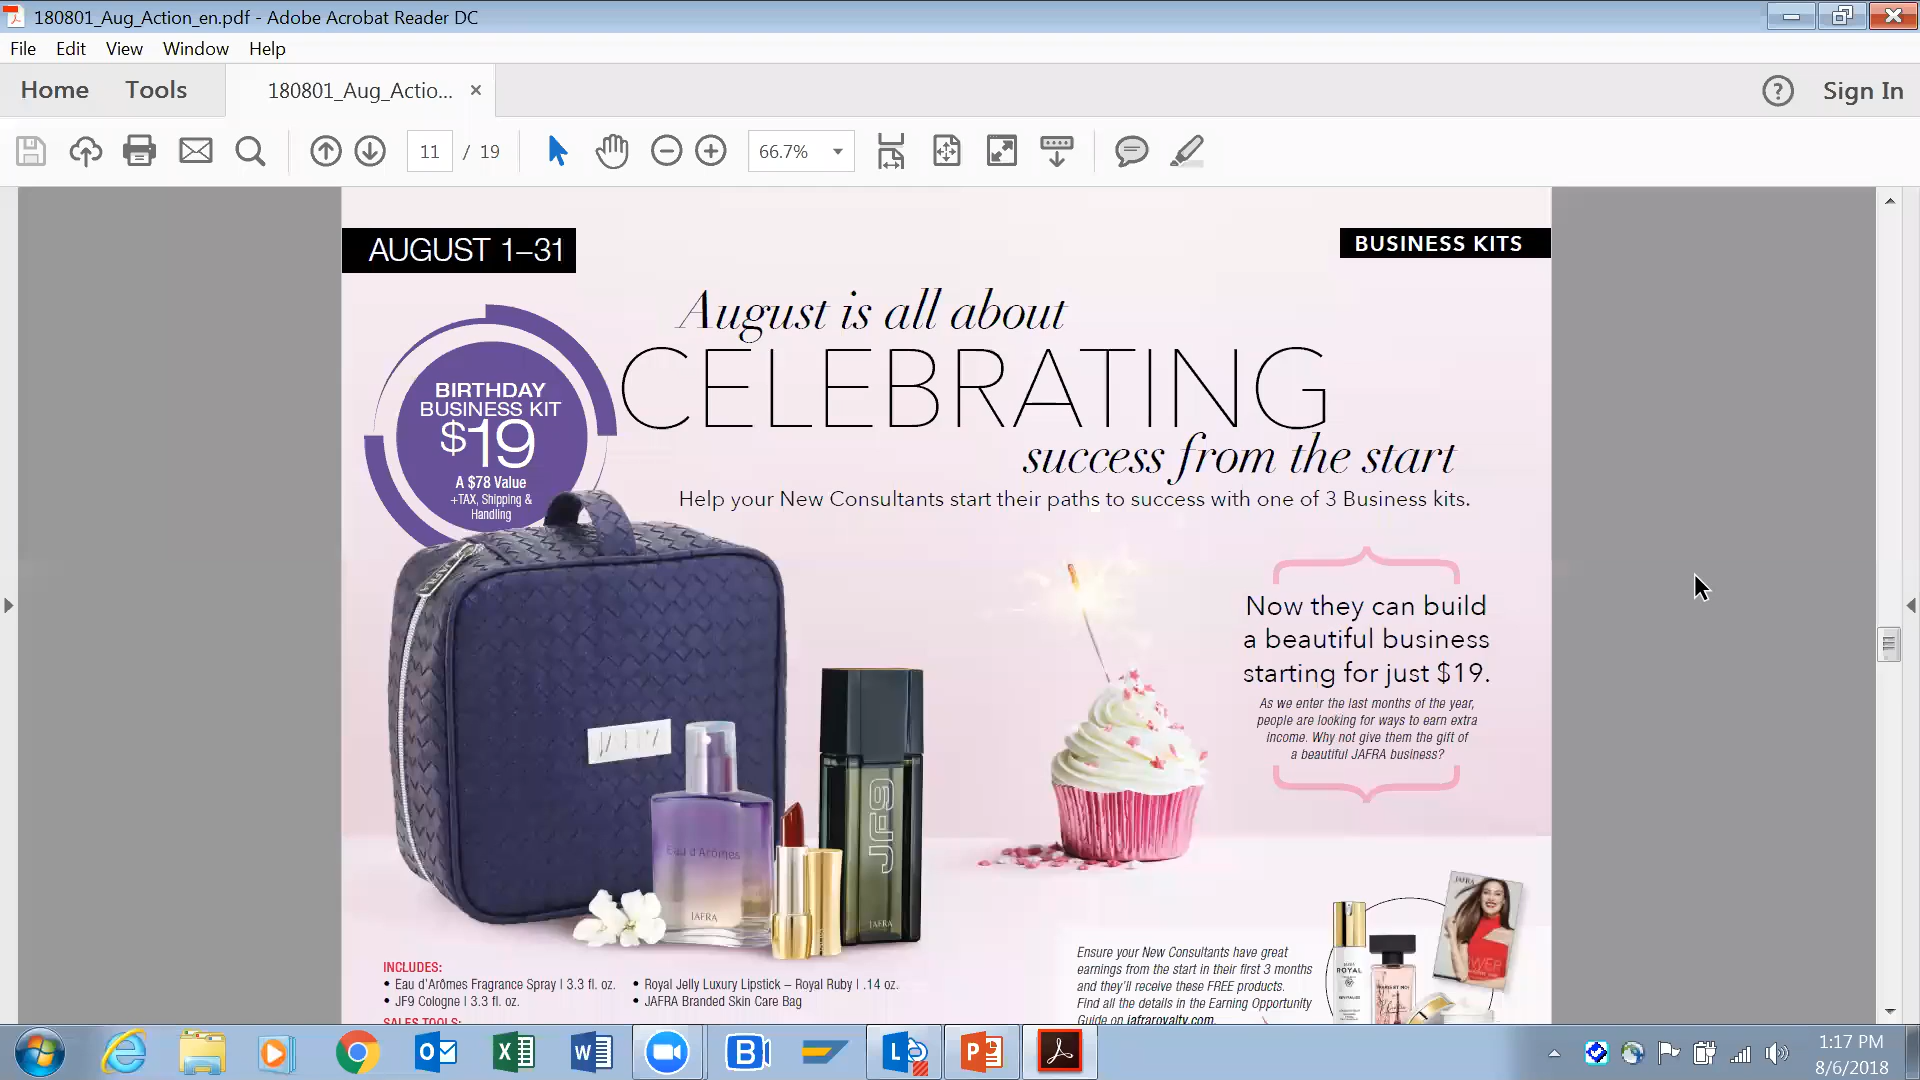 180801_Aug_Action_en.pdf - Adobe Acrobat Reader DC
File Edit View Window Help
Home Tools 180801_Aug_Actio... × ? Sign In
11 / 19 66.7%
AUGUST 1–31
BUSINESS KITS
August is all about
CELEBRATING
success from the start
Help your New Consultants start their paths to success with one of 3 Business kits.
BIRTHDAY
BUSINESS KIT
$19
A $78 Value
+TAX, Shipping &
Handling
JAFRA
Now they can build
a beautiful business
starting for just $19.
As we enter the last months of the year,
people are looking for ways to earn extra
income. Why not give them the gift of
a beautiful JAFRA business?
Eau d'Arômes
JAFRA
JF9
JAFRA
INCLUDES:
• Eau d'Arômes Fragrance Spray | 3.3 fl. oz.
• JF9 Cologne | 3.3 fl. oz.
• Royal Jelly Luxury Lipstick – Royal Ruby | .14 oz.
• JAFRA Branded Skin Care Bag
SALES TOOLS:
Ensure your New Consultants have great
earnings from the start in their first 3 months
and they'll receive these FREE products.
Find all the details in the Earning Opportunity
Guide on jafraroyalty.com.
JAFRA
ROYAL
1:17 PM
8/6/2018